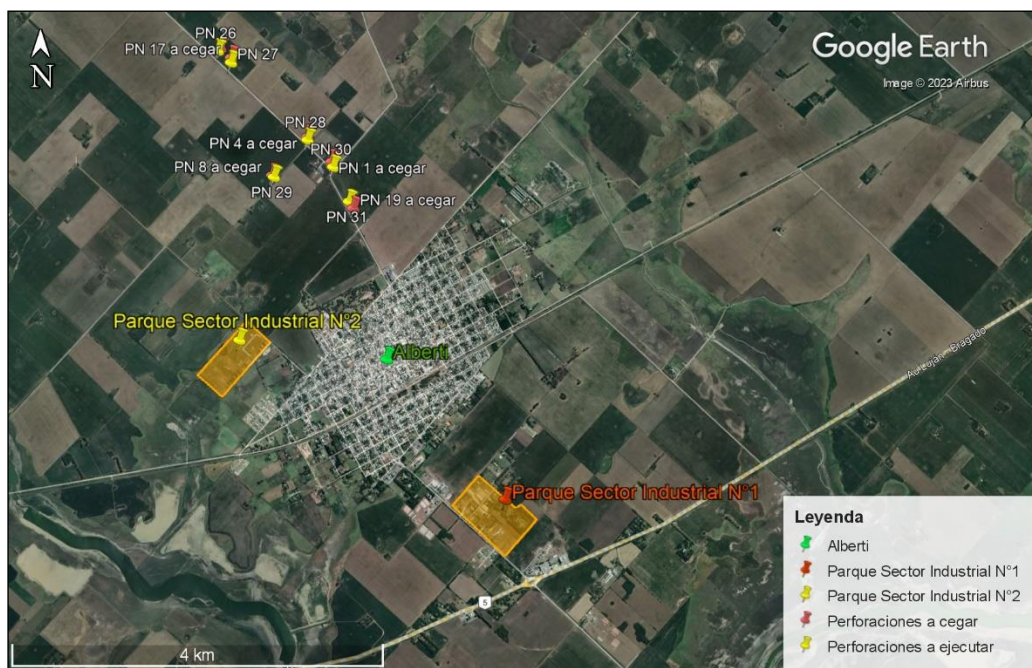 PN 26
PN 17 a cegar
PN 27
N
Google Earth
Image © 2023 Airbus
PN 28
PN 4 a cegar
PN 30
PN 8 a cegar
PN 1 a cegar
PN 29
PN 19 a cegar
PN 31
Parque Sector Industrial N°2
Alberti
Au Luján - Bragado
Parque Sector Industrial N°1
5
4 km
Leyenda
Alberti
Parque Sector Industrial N°1
Parque Sector Industrial N°2
Perforaciones a cegar
Perforaciones a ejecutar